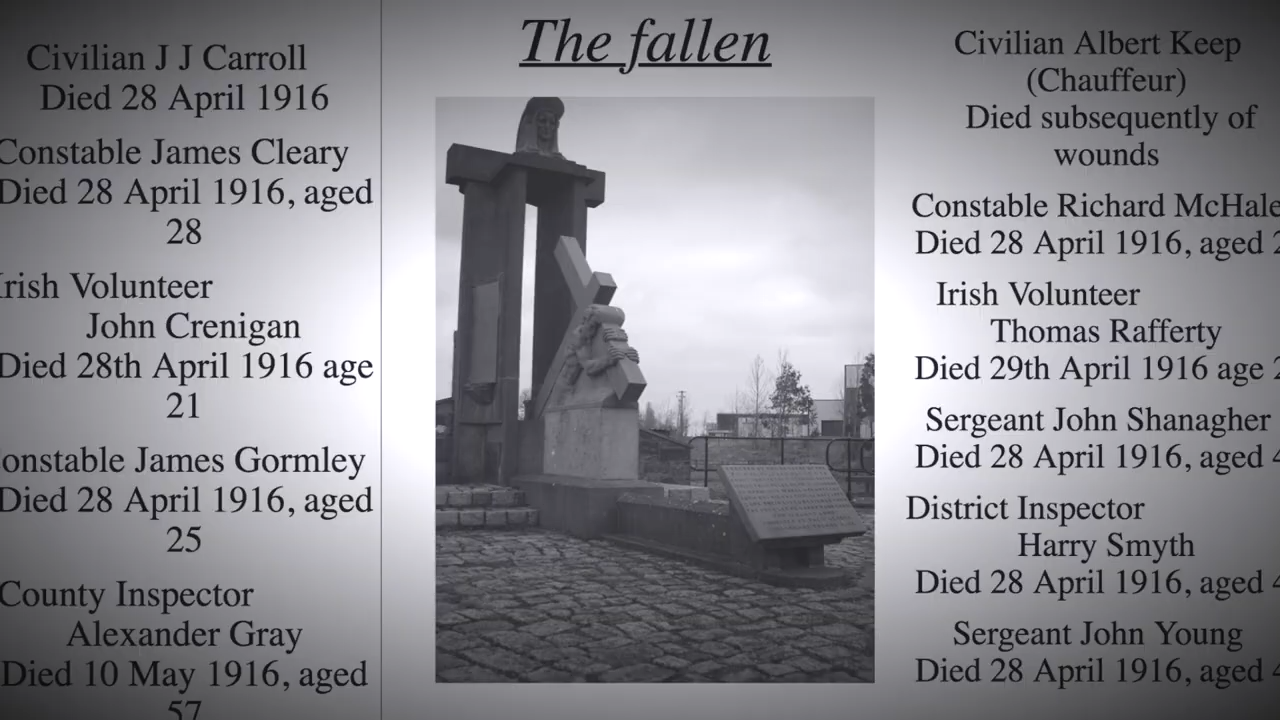 Civilian J J Carroll
Died 28 April 1916
Constable James Cleary
Died 28 April 1916, aged
28
Irish Volunteer
John Crenigan
Died 28th April 1916 age
21
onstable James Gormley
Died 28 April 1916, aged
25
County Inspector
Alexander Gray
Died 10 May 1916, aged
57
The fallen
Civilian Albert Keep
(Chauffeur)
Died subsequently of
wounds
Constable Richard McHale
Died 28 April 1916, aged
Irish Volunteer
Thomas Rafferty
Died 29th April 1916 age
Sergeant John Shanagher
Died 28 April 1916, aged
District Inspector
Harry Smyth
Died 28 April 1916, aged
Sergeant John Young
Died 28 April 1916, aged